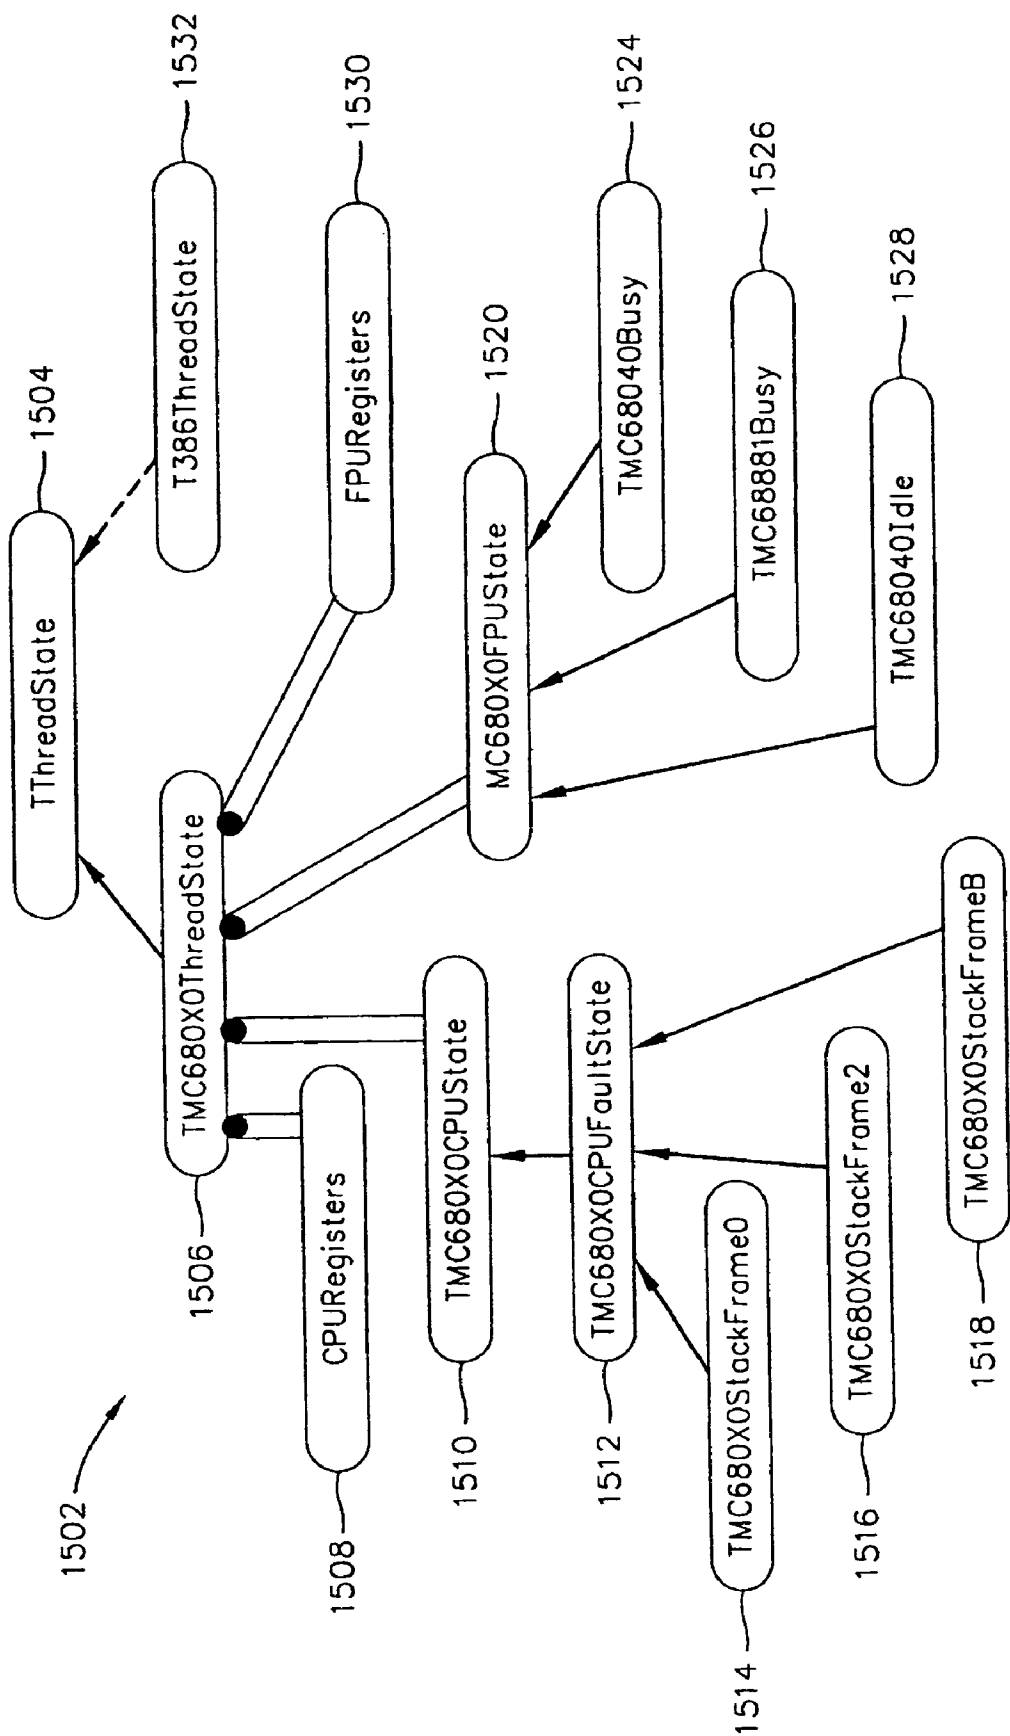 1502
TThreadState
1504
T386ThreadState
1532
TMC680X0ThreadState
1506
CPURegisters
1508
FPURegisters
1530
TMC680X0CPUState
1510
MC680X0FPUState
1520
TMC680X0CPUFaultState
1512
TMC68040Busy
1524
TMC680X0StackFrame0
1514
TMC68881Busy
1526
TMC680X0StackFrame2
1516
TMC68040Idle
1528
TMC680X0StackFrameB
1518